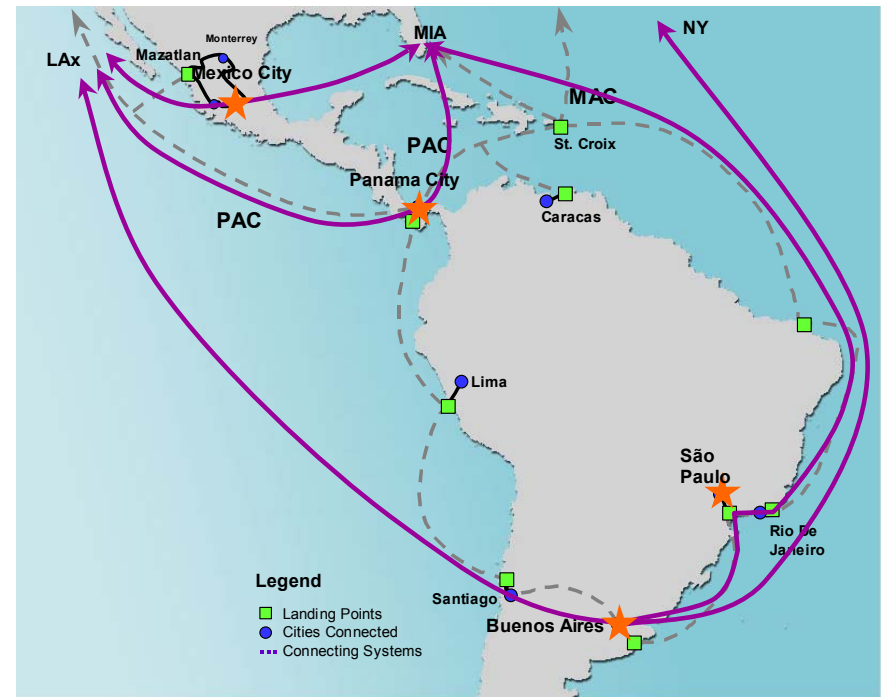 NY
MIA
Monterrey
Mazatlan
LAx
Mexico City
MAC
St. Croix
PAC
Panama City
Caracas
PAC
Lima
São
Paulo
Rio De
Janeiro
Legend
Santiago
Landing Points
Buenos Aires
Cities Connected
Connecting Systems